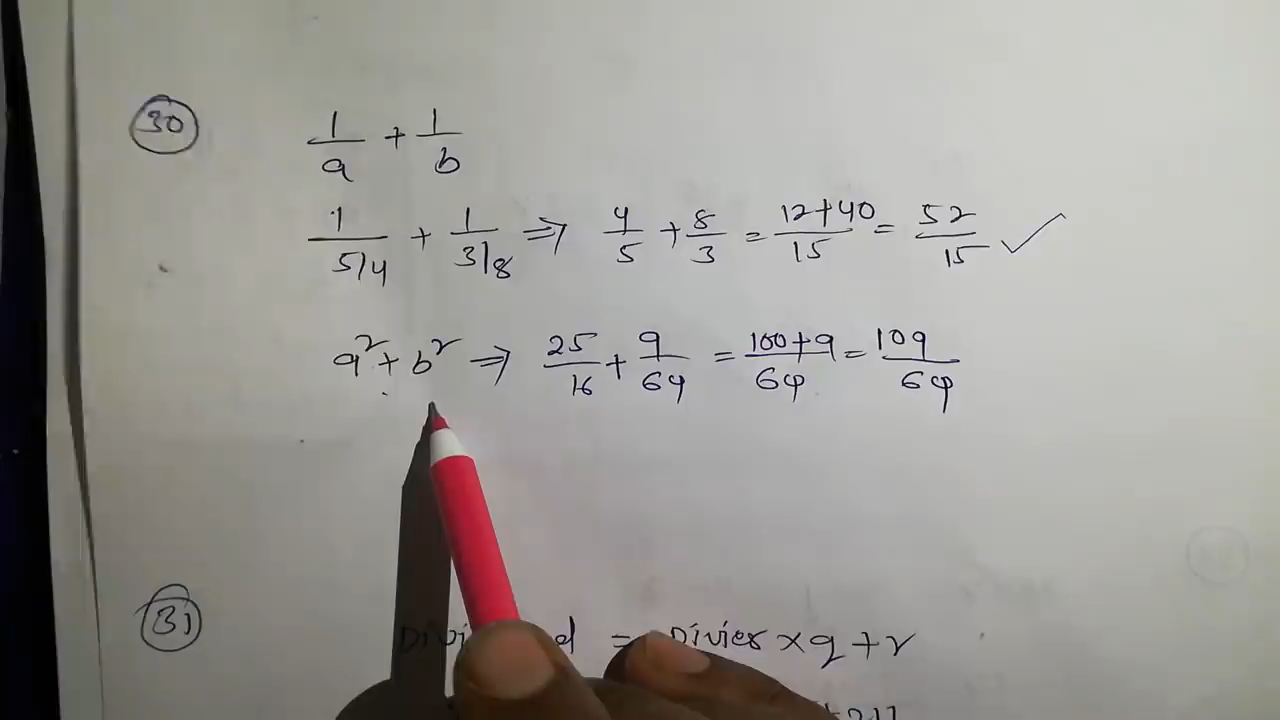 30
1/a + 1/b
1/5/4 + 1/3/8 ⇒ 4/5 + 8/3 = 12+40/15 = 52/15 ✓
a² + b² ⇒ 25/16 + 9/64 = 100+9/64 = 109/64
31
d = Divier × q + r